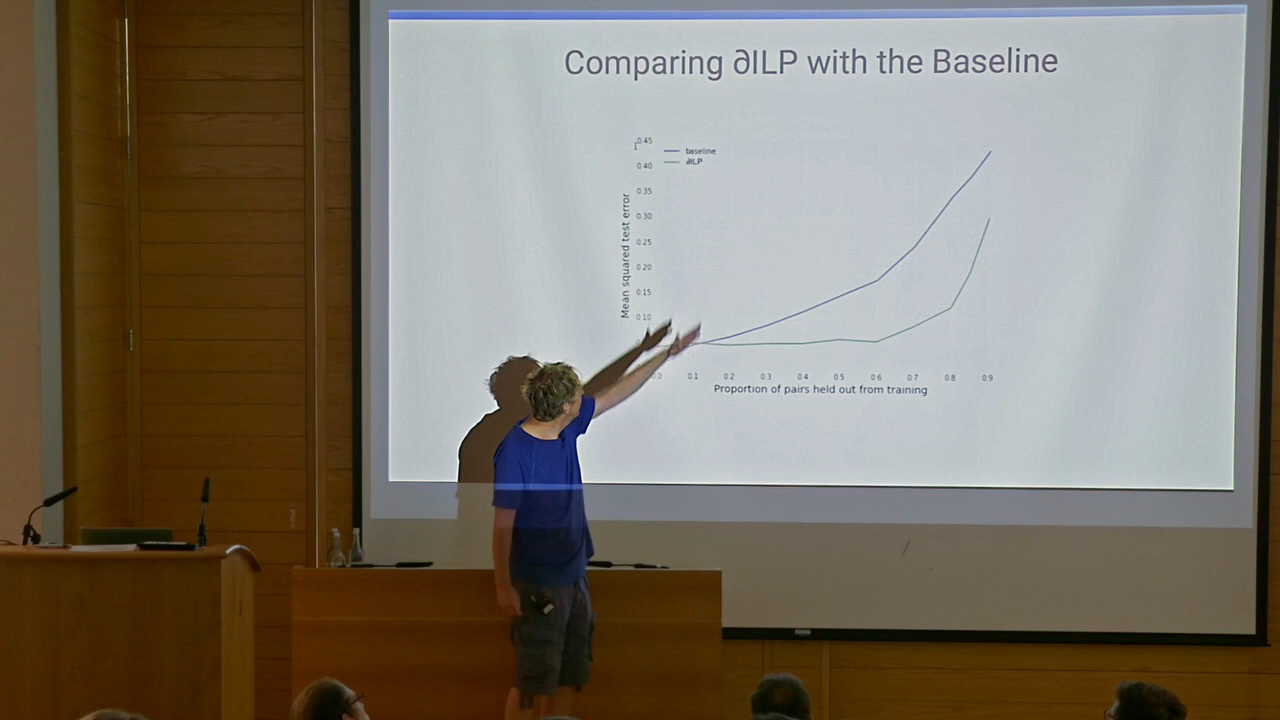 Comparing ∂ILP with the Baseline
0.45
baseline
∂ILP
0.40
0.35
0.30
0.25
0.20
0.15
0.10
Mean squared test error
0.1 0.2 0.3 0.4 0.5 0.6 0.7 0.8 0.9
Proportion of pairs held out from training